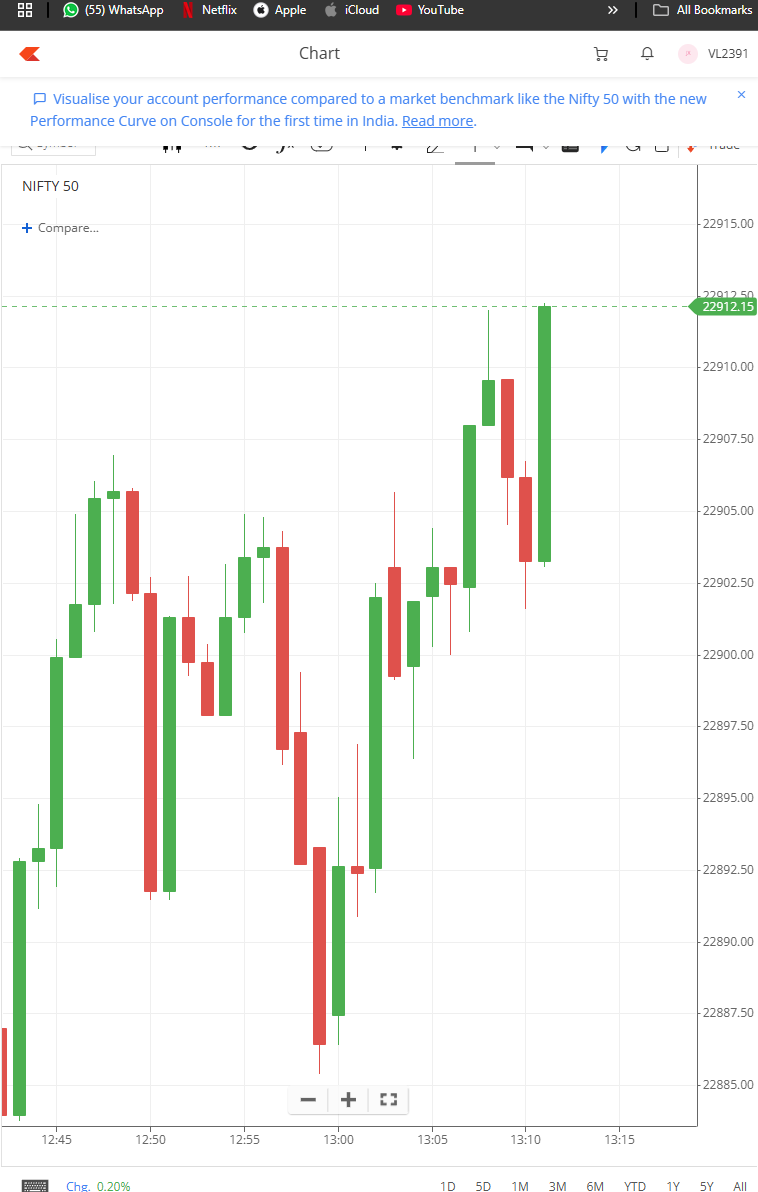 (55) WhatsApp Netflix Apple iCloud YouTube » All Bookmarks
Chart VL2391
Visualise your account performance compared to a market benchmark like the Nifty 50 with the new
Performance Curve on Console for the first time in India. Read more.
NIFTY 50
+ Compare...
22915.00
22912.50
22912.15
22910.00
22907.50
22905.00
22902.50
22900.00
22897.50
22895.00
22892.50
22890.00
22887.50
22885.00
12:45 12:50 12:55 13:00 13:05 13:10 13:15
Chg. 0.20% 1D 5D 1M 3M 6M YTD 1Y 5Y All